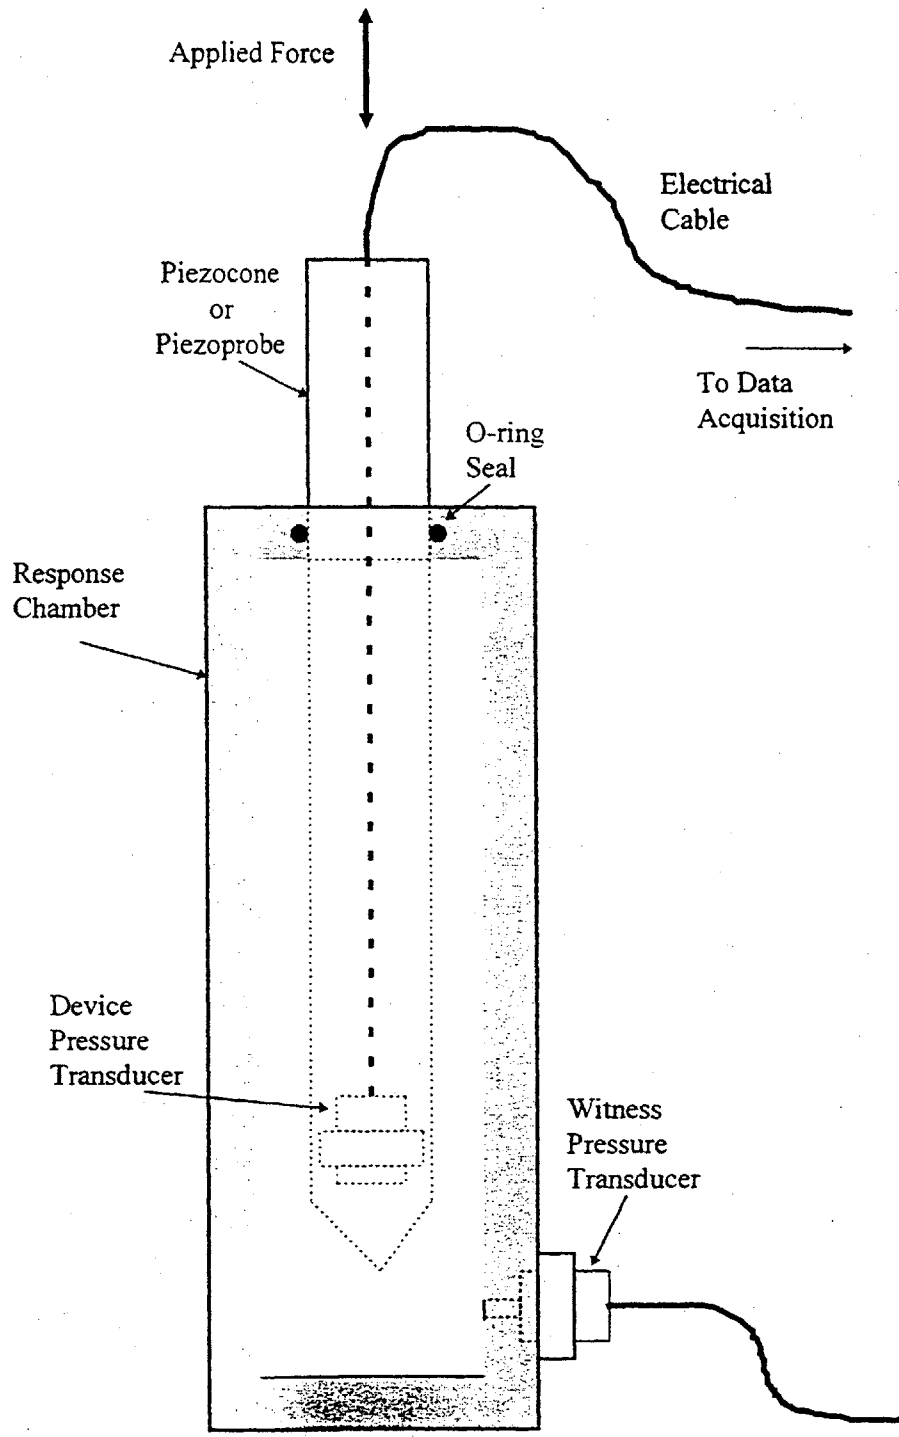 Applied Force
Electrical
Cable
Piezocone
or
Piezoprobe
To Data
Acquisition
O-ring
Seal
Response
Chamber
Device
Pressure
Transducer
Witness
Pressure
Transducer